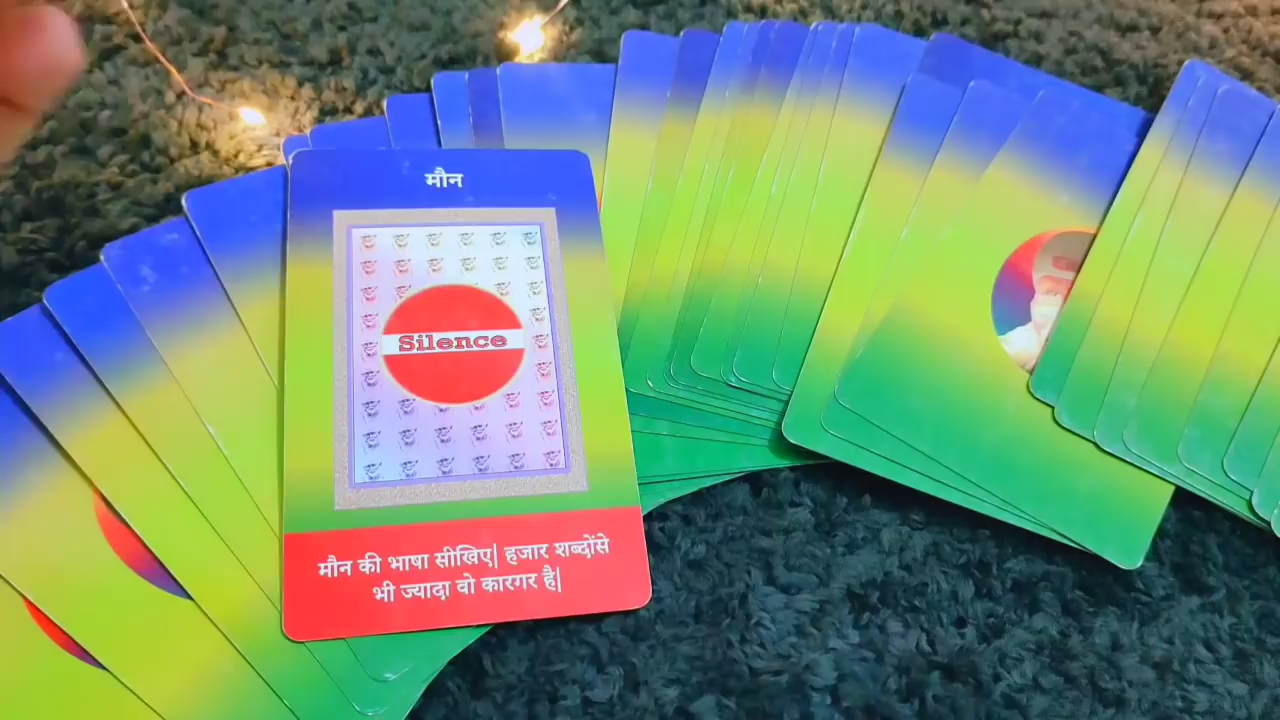 मौन
Silence
मौन की भाषा सीखिए| हजार शब्दोंसे
भी ज्यादा वो कारगर है|